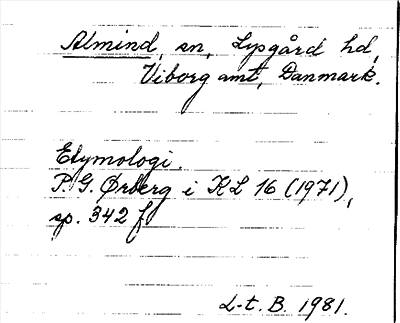 Almind, sn, Lysgård hd,
Viborg amt, Danmark.
Etymologi.
P. G. Ørberg i KL 16 (1971),
sp. 342 f
L-t. B. 1981.